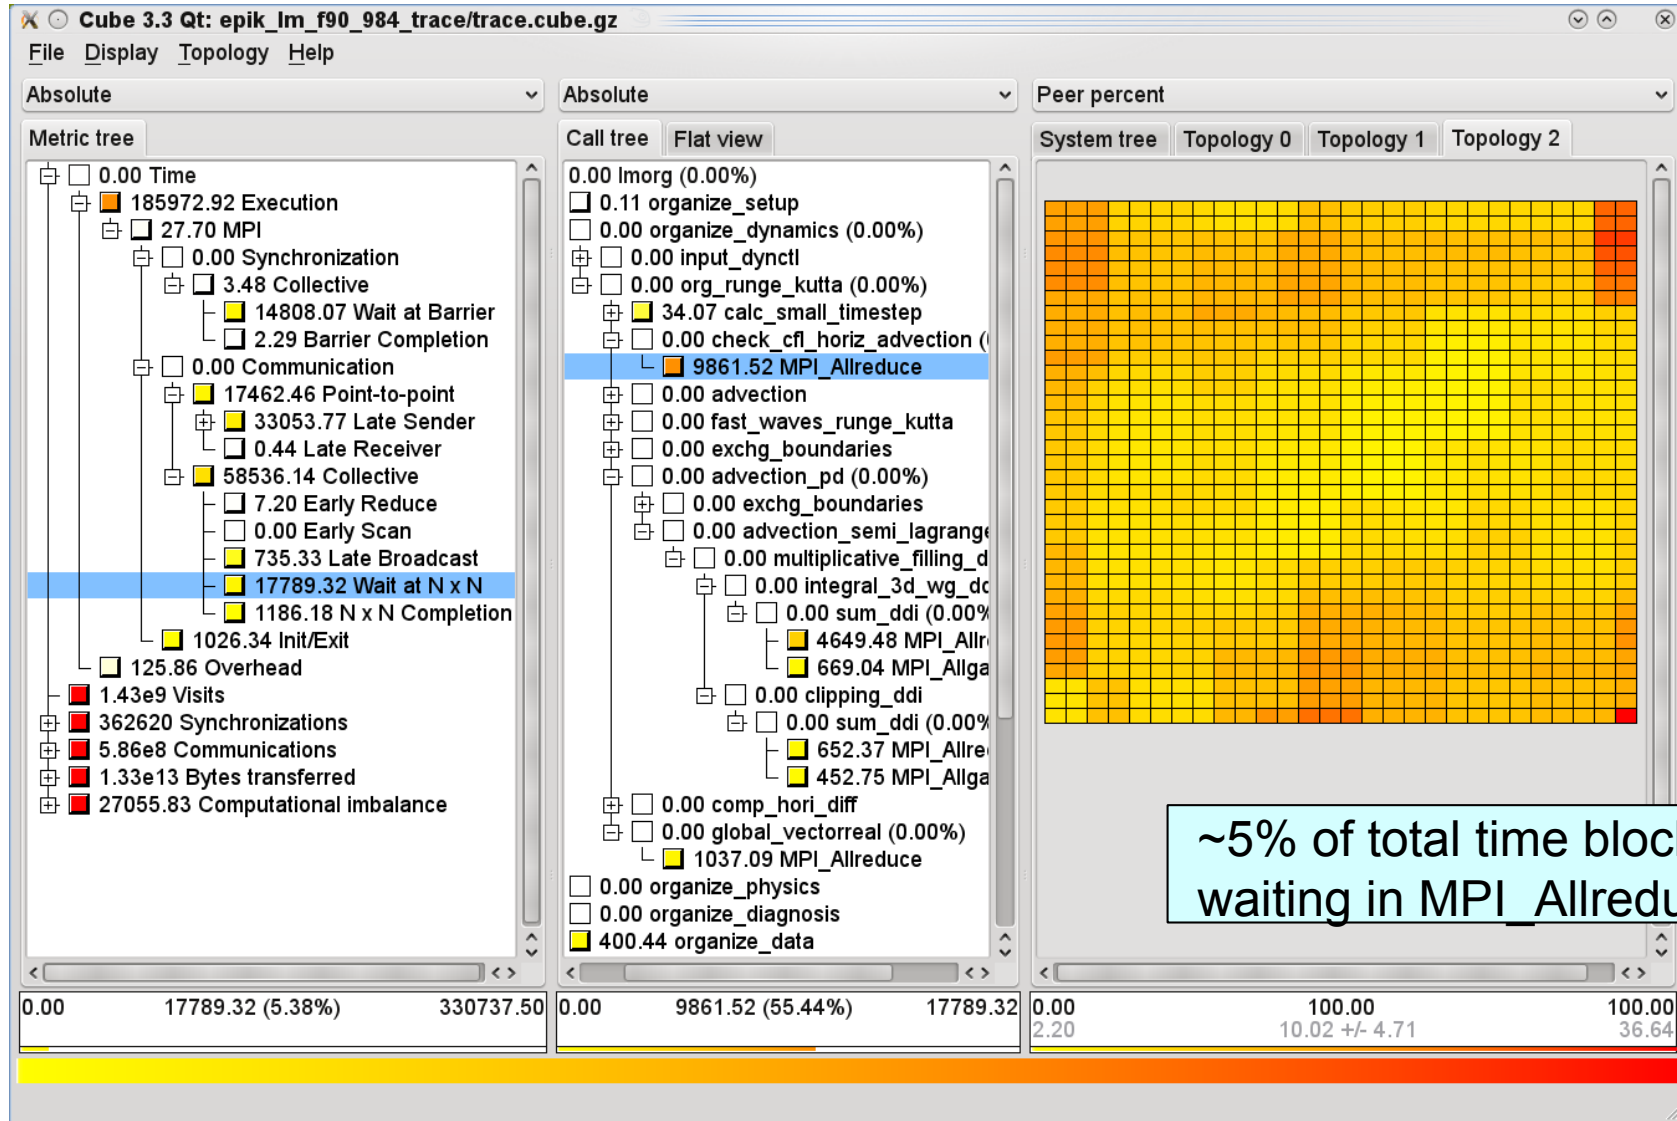 Cube 3.3 Qt: epik_lm_f90_984_trace/trace.cube.gz
File Display Topology Help
Absolute
Metric tree
0.00 Time
185972.92 Execution
27.70 MPI
0.00 Synchronization
3.48 Collective
14808.07 Wait at Barrier
2.29 Barrier Completion
0.00 Communication
17462.46 Point-to-point
33053.77 Late Sender
0.44 Late Receiver
58536.14 Collective
7.20 Early Reduce
0.00 Early Scan
735.33 Late Broadcast
17789.32 Wait at N x N
1186.18 N x N Completion
1026.34 Init/Exit
125.86 Overhead
1.43e9 Visits
362620 Synchronizations
5.86e8 Communications
1.33e13 Bytes transferred
27055.83 Computational imbalance
0.00 17789.32 (5.38%) 330737.50
Absolute
Call tree Flat view
0.00 lmorg (0.00%)
0.11 organize_setup
0.00 organize_dynamics (0.00%)
0.00 input_dynctl
0.00 org_runge_kutta (0.00%)
34.07 calc_small_timestep
0.00 check_cfl_horiz_advection (
9861.52 MPI_Allreduce
0.00 advection
0.00 fast_waves_runge_kutta
0.00 exchg_boundaries
0.00 advection_pd (0.00%)
0.00 exchg_boundaries
0.00 advection_semi_lagrange
0.00 multiplicative_filling_d
0.00 integral_3d_wg_dd
0.00 sum_ddi (0.00%
4649.48 MPI_Allr
669.04 MPI_Allga
0.00 clipping_ddi
0.00 sum_ddi (0.00%
652.37 MPI_Allre
452.75 MPI_Allga
0.00 comp_hori_diff
0.00 global_vectorreal (0.00%)
1037.09 MPI_Allreduce
0.00 organize_physics
0.00 organize_diagnosis
400.44 organize_data
0.00 9861.52 (55.44%) 17789.32
Peer percent
System tree Topology 0 Topology 1 Topology 2
~5% of total time bloc
waiting in MPI_Allredu
0.00 100.00 100.00
2.20 10.02 +/- 4.71 36.64